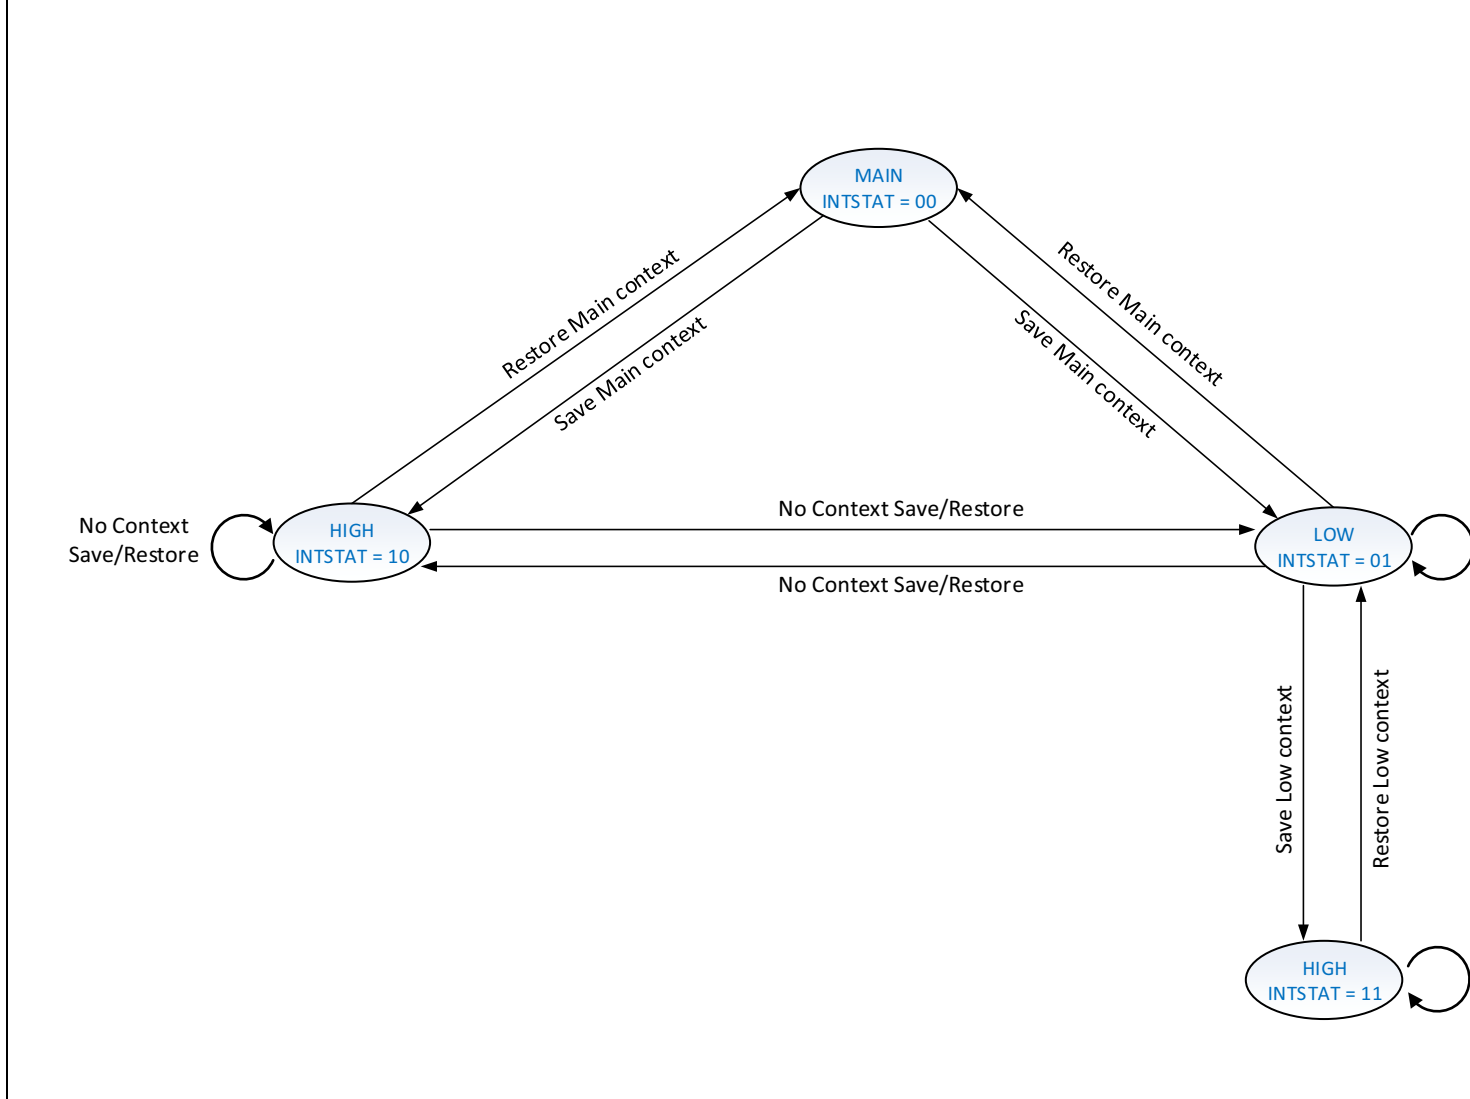 MAIN
INTSTAT = 00
Restore Main context
Save Main context
Restore Main context
Save Main context
No Context
Save/Restore
HIGH
INTSTAT = 10
No Context Save/Restore
No Context Save/Restore
LOW
INTSTAT = 01
Save Low context
Restore Low context
HIGH
INTSTAT = 11